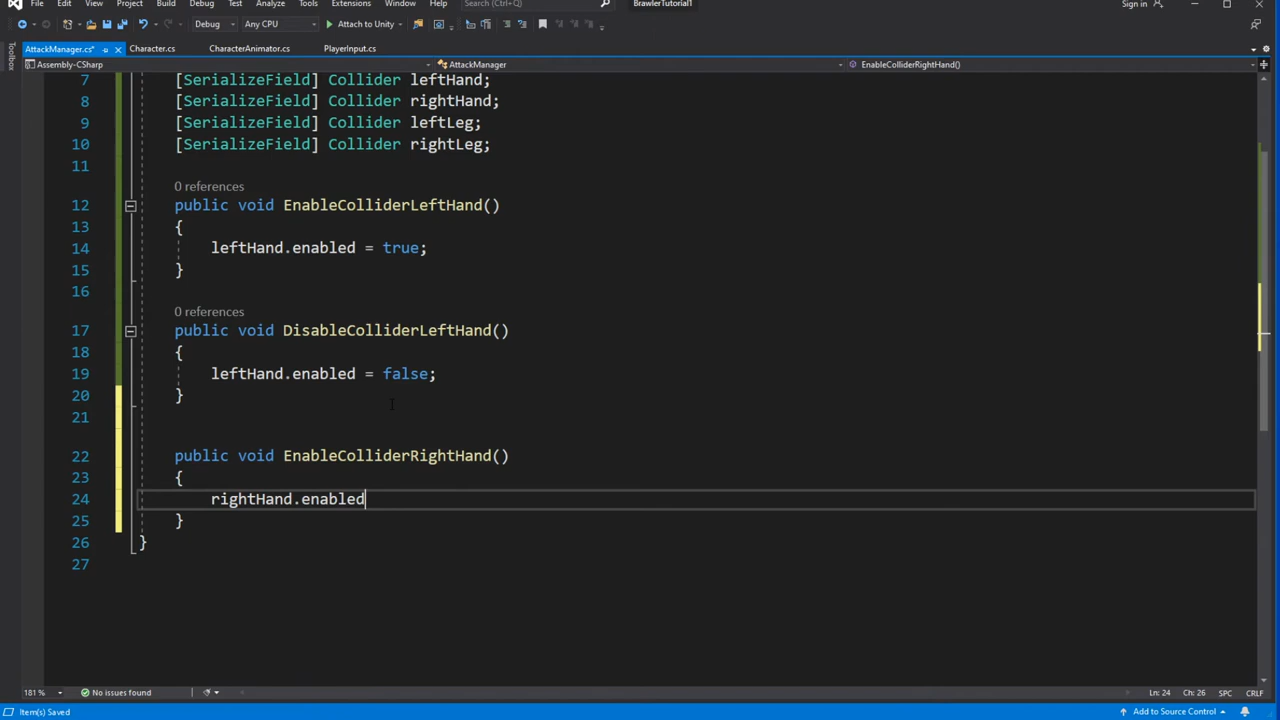 File Edit View Project Build Debug Test Analyze Tools Extensions Window Help Search (Ctrl+Q) BrawlerTutorial1 Sign in
Debug Any CPU Attach to Unity
AttackManager.cs* Character.cs CharacterAnimator.cs PlayerInput.cs
Toolbox
Assembly-CSharp AttackManager EnableColliderRightHand()
7 [SerializeField] Collider leftHand;
8 [SerializeField] Collider rightHand;
9 [SerializeField] Collider leftLeg;
10 [SerializeField] Collider rightLeg;
11
0 references
12 public void EnableColliderLeftHand()
13 {
14 leftHand.enabled = true;
15 }
16
0 references
17 public void DisableColliderLeftHand()
18 {
19 leftHand.enabled = false;
20 }
21
22 public void EnableColliderRightHand()
23 {
24 rightHand.enabled
25 }
26 }
27
181 % No issues found Ln: 24 Ch: 26 SPC CRLF
Item(s) Saved Add to Source Control